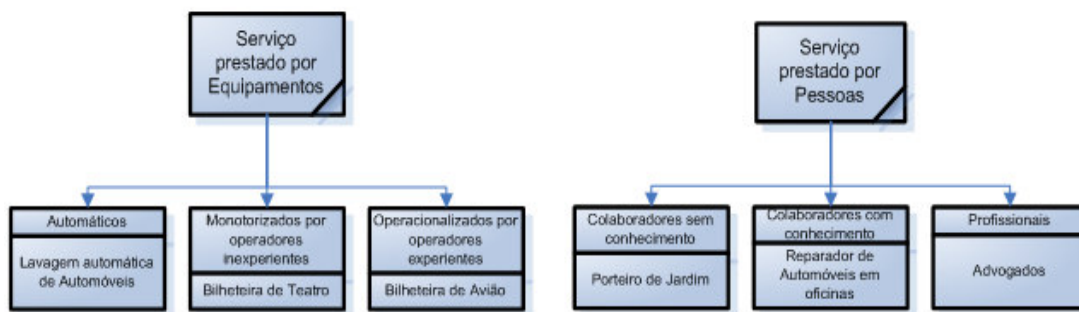 Serviço
prestado por
Equipamentos
Serviço
prestado por
Pessoas
Automáticos
Lavagem automática
de Automóveis
Monotorizados por
operadores
inexperientes
Bilheteira de Teatro
Operacionalizados por
operadores
experientes
Bilheteira de Avião
Colaboradores sem
conhecimento
Porteiro de Jardim
Colaboradores com
conhecimento
Reparador de
Automóveis em
oficinas
Profissionais
Advogados